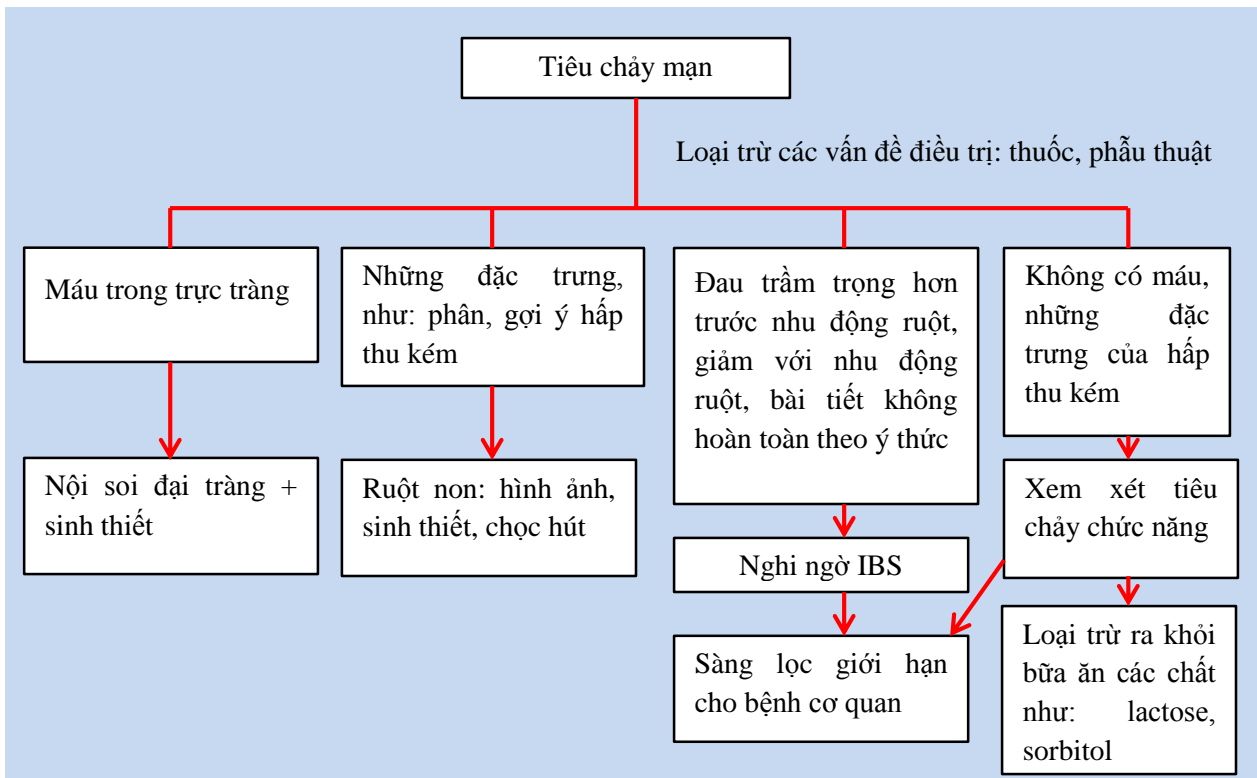 Tiêu chảy mạn
Loại trừ các vấn đề điều trị: thuốc, phẫu thuật
Máu trong trực tràng
Những đặc trưng,
như: phân, gợi ý hấp
thu kém
Đau trầm trọng hơn
trước nhu động ruột,
giảm với nhu động
ruột, bài tiết không
hoàn toàn theo ý thức
Không có máu,
những đặc
trưng của hấp
thu kém
Nội soi đại tràng +
sinh thiết
Ruột non: hình ảnh,
sinh thiết, chọc hút
Nghi ngờ IBS
Xem xét tiêu
chảy chức năng
Sàng lọc giới hạn
cho bệnh cơ quan
Loại trừ ra khỏi
bữa ăn các chất
như: lactose,
sorbitol